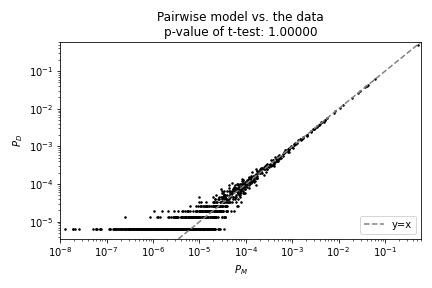 Pairwise model vs. the data
p-value of t-test: 1.00000
P_D
10^{-1}
10^{-2}
10^{-3}
10^{-4}
10^{-5}
y=x
10^{-8} 10^{-7} 10^{-6} 10^{-5} 10^{-4} 10^{-3} 10^{-2} 10^{-1}
P_M